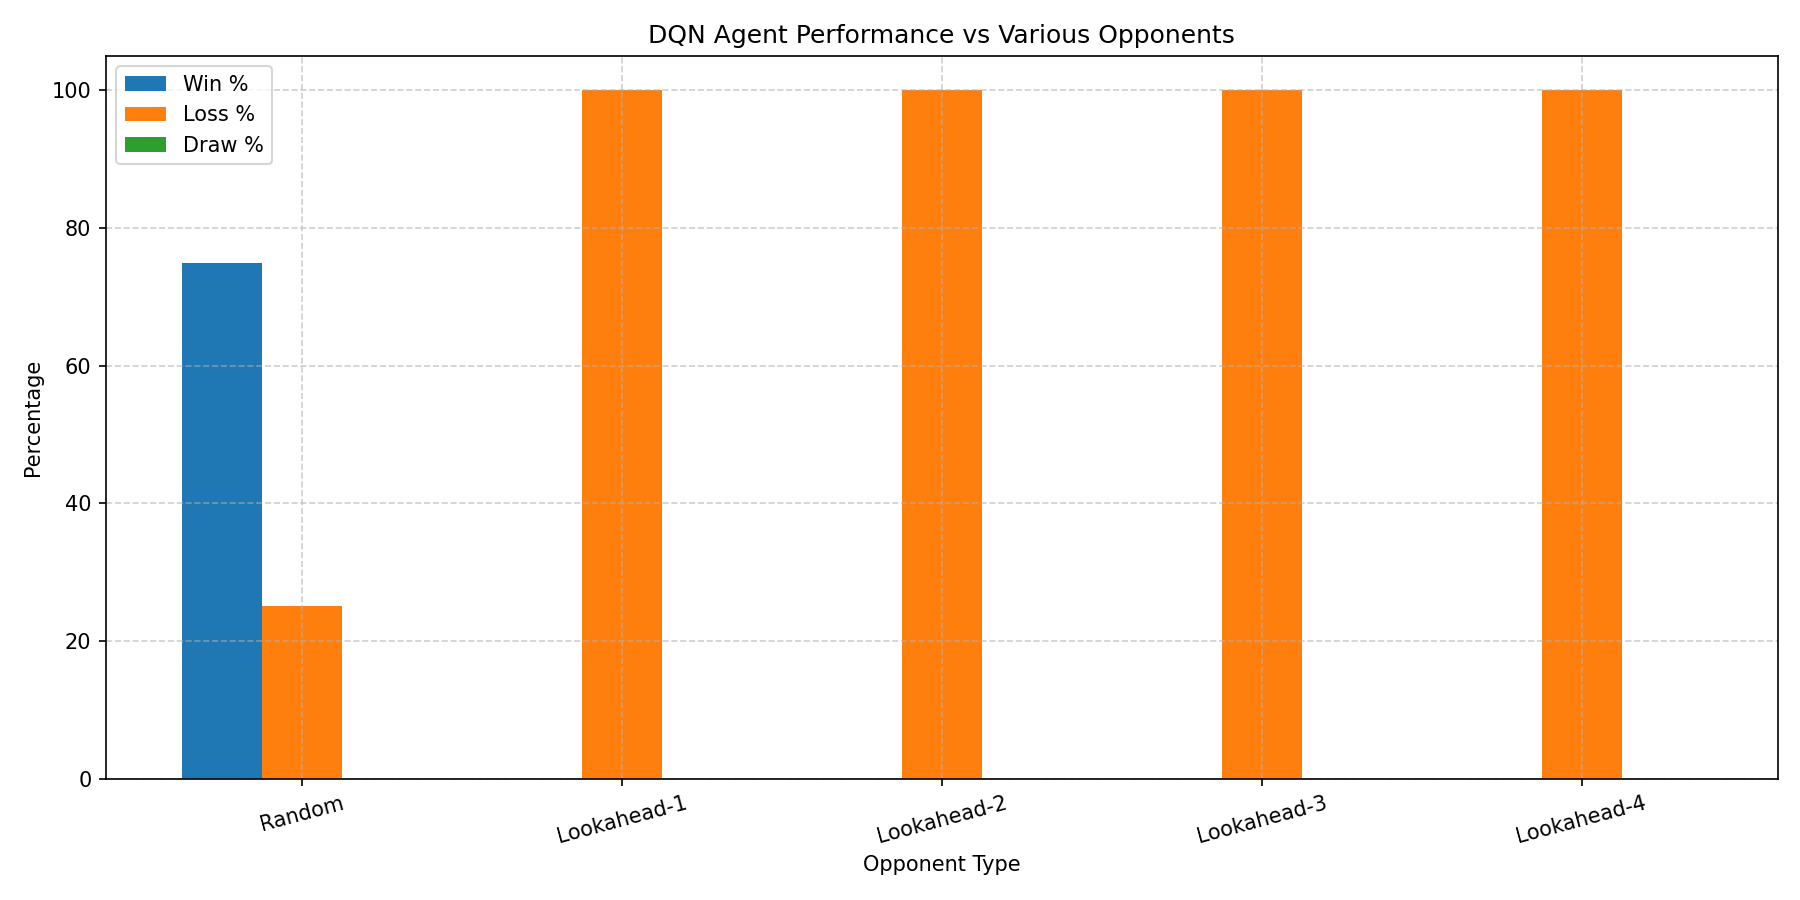 DQN Agent Performance vs Various Opponents
Win %
Loss %
Draw %
100
80
60
40
20
0
Percentage
Random
Lookahead-1
Lookahead-2
Lookahead-3
Lookahead-4
Opponent Type